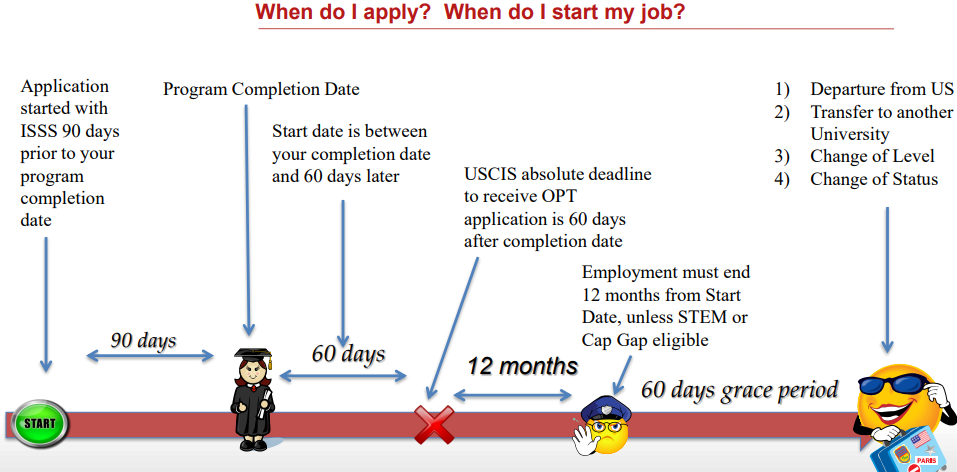 When do I apply?  When do I start my job?
Application
started with
ISSS 90 days
prior to your
program
completion
date
Program Completion Date
Start date is between
your completion date
and 60 days later
USCIS absolute deadline
to receive OPT
application is 60 days
after completion date
Employment must end
12 months from Start
Date, unless STEM or
Cap Gap eligible
1) Departure from US
2) Transfer to another
University
3) Change of Level
4) Change of Status
90 days
60 days
12 months
60 days grace period
START
PARIS